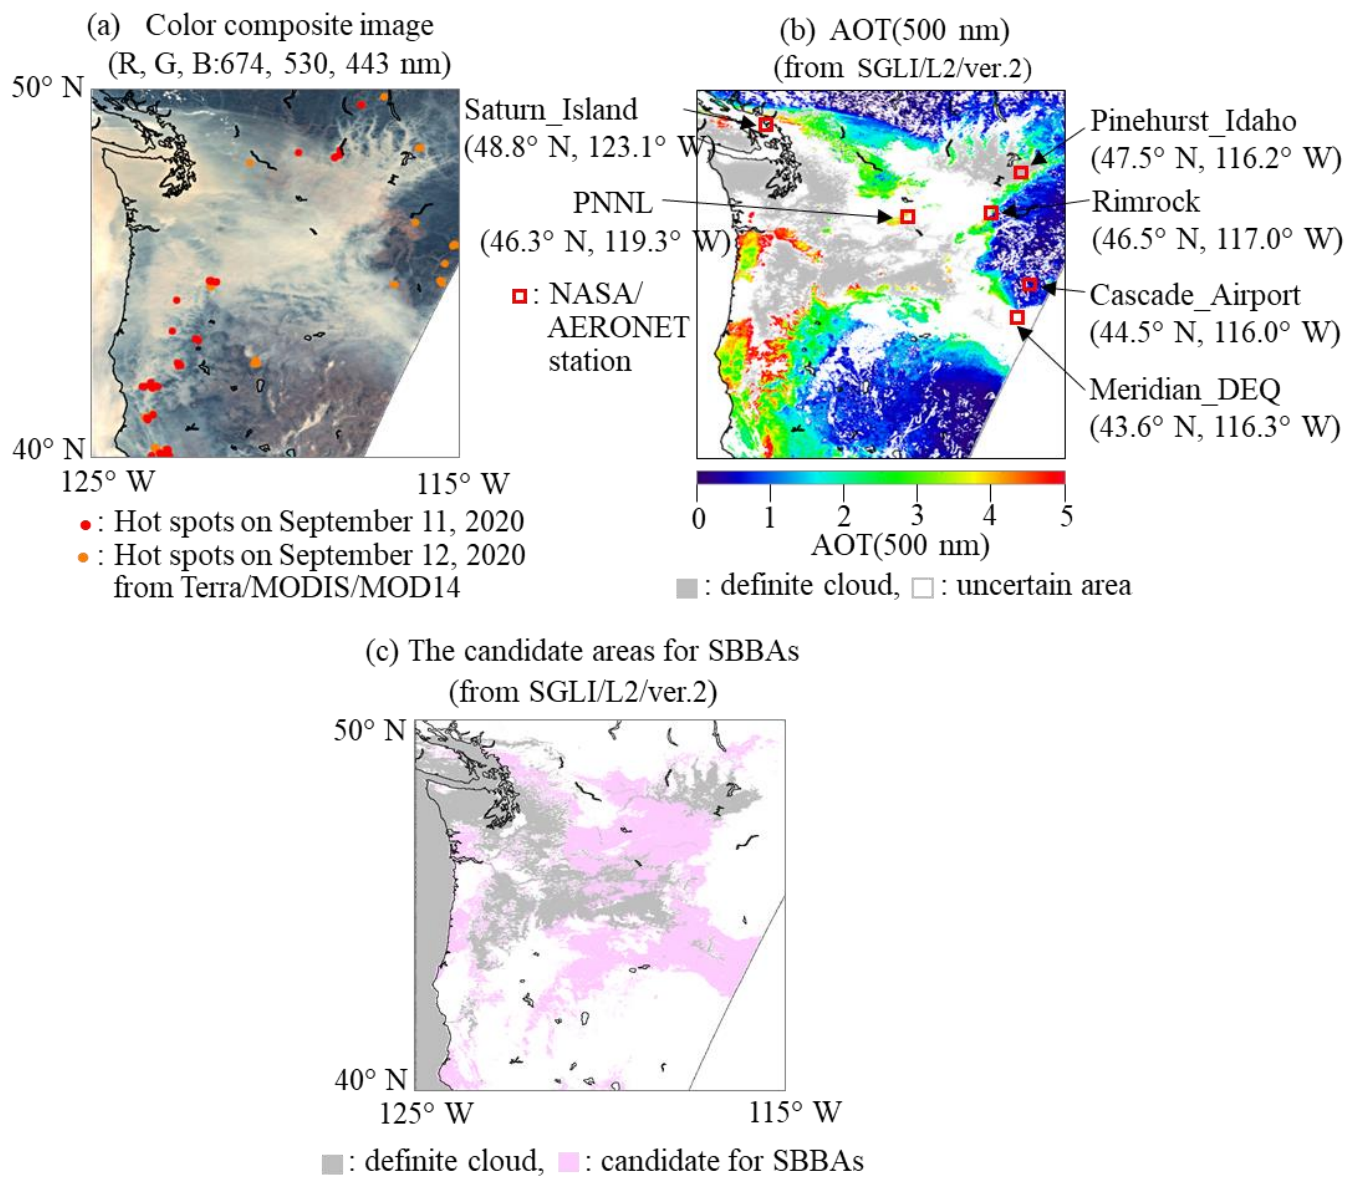 (a) Color composite image
(R, G, B:674, 530, 443 nm)
50° N
40° N
125° W
115° W
: Hot spots on September 11, 2020
: Hot spots on September 12, 2020
from Terra/MODIS/MOD14
(b) AOT(500 nm)
(from SGLI/L2/ver.2)
Saturn_Island
(48.8° N, 123.1° W)
PNNL
(46.3° N, 119.3° W)
: NASA/
AERONET
station
Pinehurst_Idaho
(47.5° N, 116.2° W)
Rimrock
(46.5° N, 117.0° W)
Cascade_Airport
(44.5° N, 116.0° W)
Meridian_DEQ
(43.6° N, 116.3° W)
0 1 2 3 4 5
AOT(500 nm)
: definite cloud, : uncertain area
(c) The candidate areas for SBBAs
(from SGLI/L2/ver.2)
50° N
40° N
125° W
115° W
: definite cloud, : candidate for SBBAs